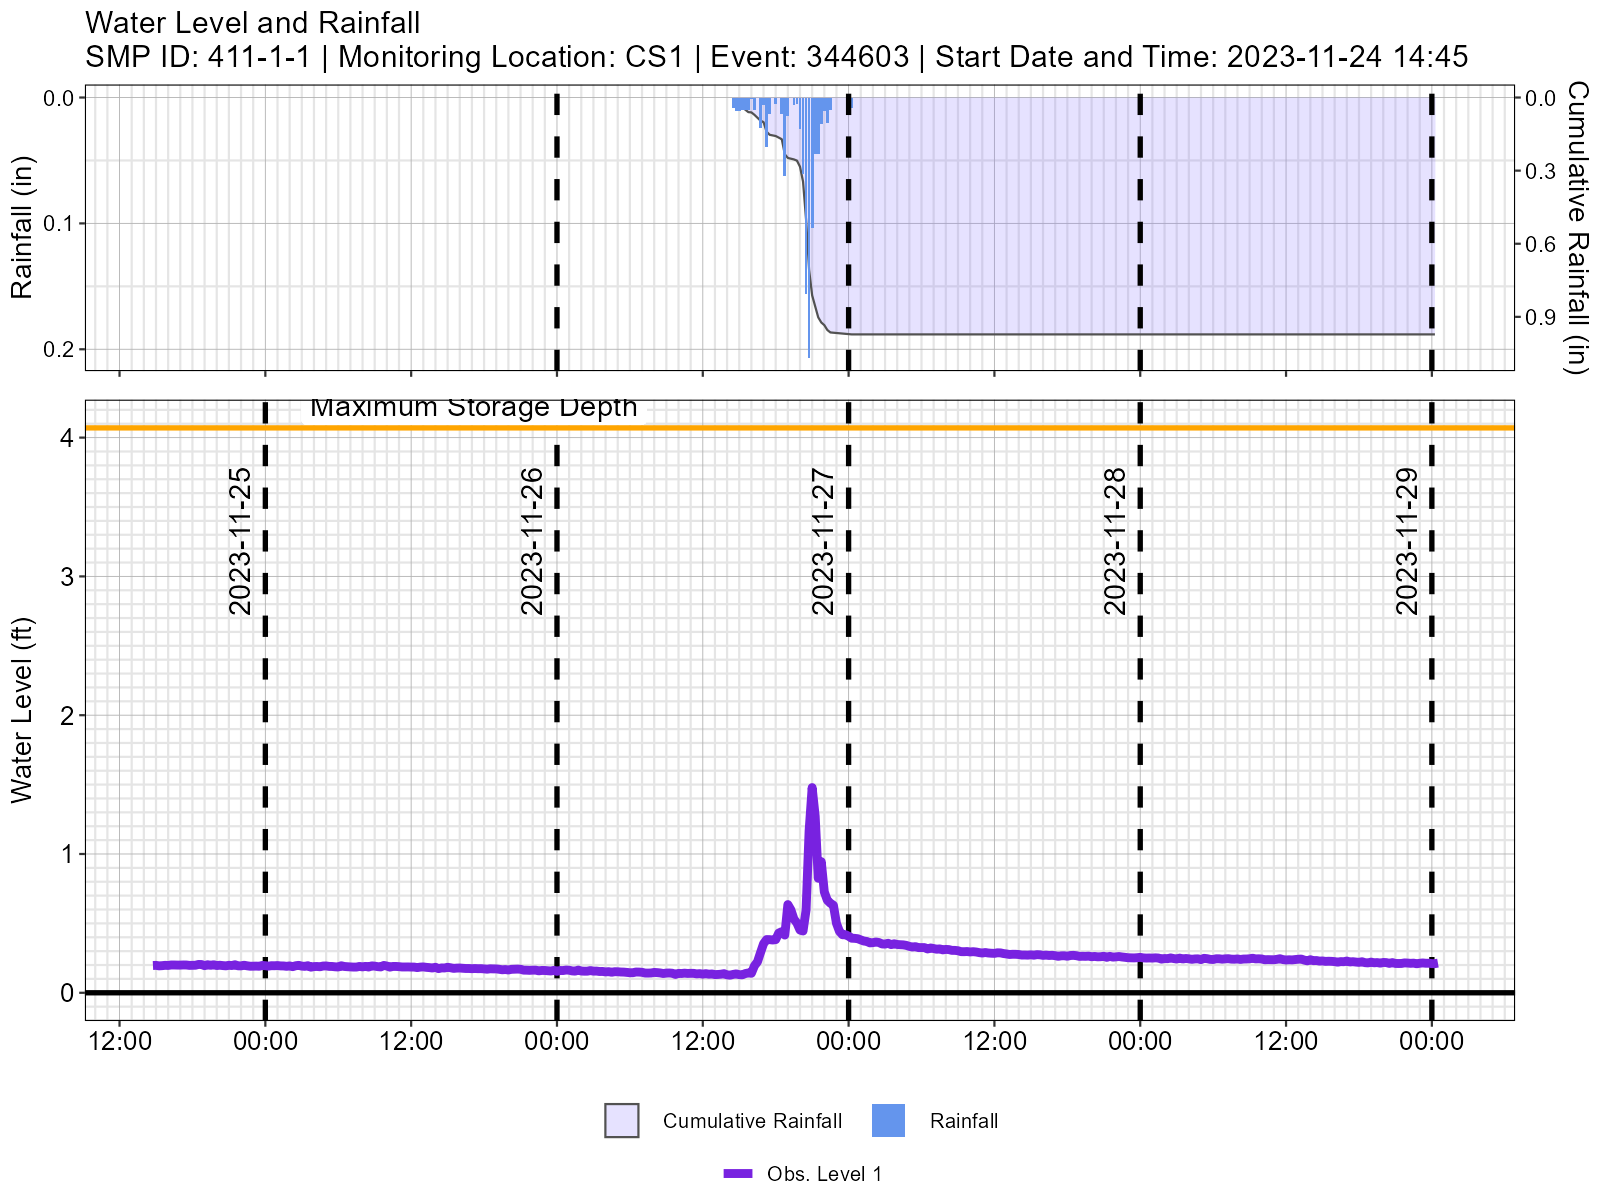 Water Level and Rainfall
SMP ID: 411-1-1 | Monitoring Location: CS1 | Event: 344603 | Start Date and Time: 2023-11-24 14:45
Rainfall (in)
0.0
0.1
0.2
Cumulative Rainfall (in)
0.0
0.3
0.6
0.9
Maximum Storage Depth
Water Level (ft)
4
3
2
1
0
2023-11-25
2023-11-26
2023-11-27
2023-11-28
2023-11-29
12:00 00:00 12:00 00:00 12:00 00:00 12:00 00:00 12:00 00:00
Cumulative Rainfall Rainfall
Obs. Level 1